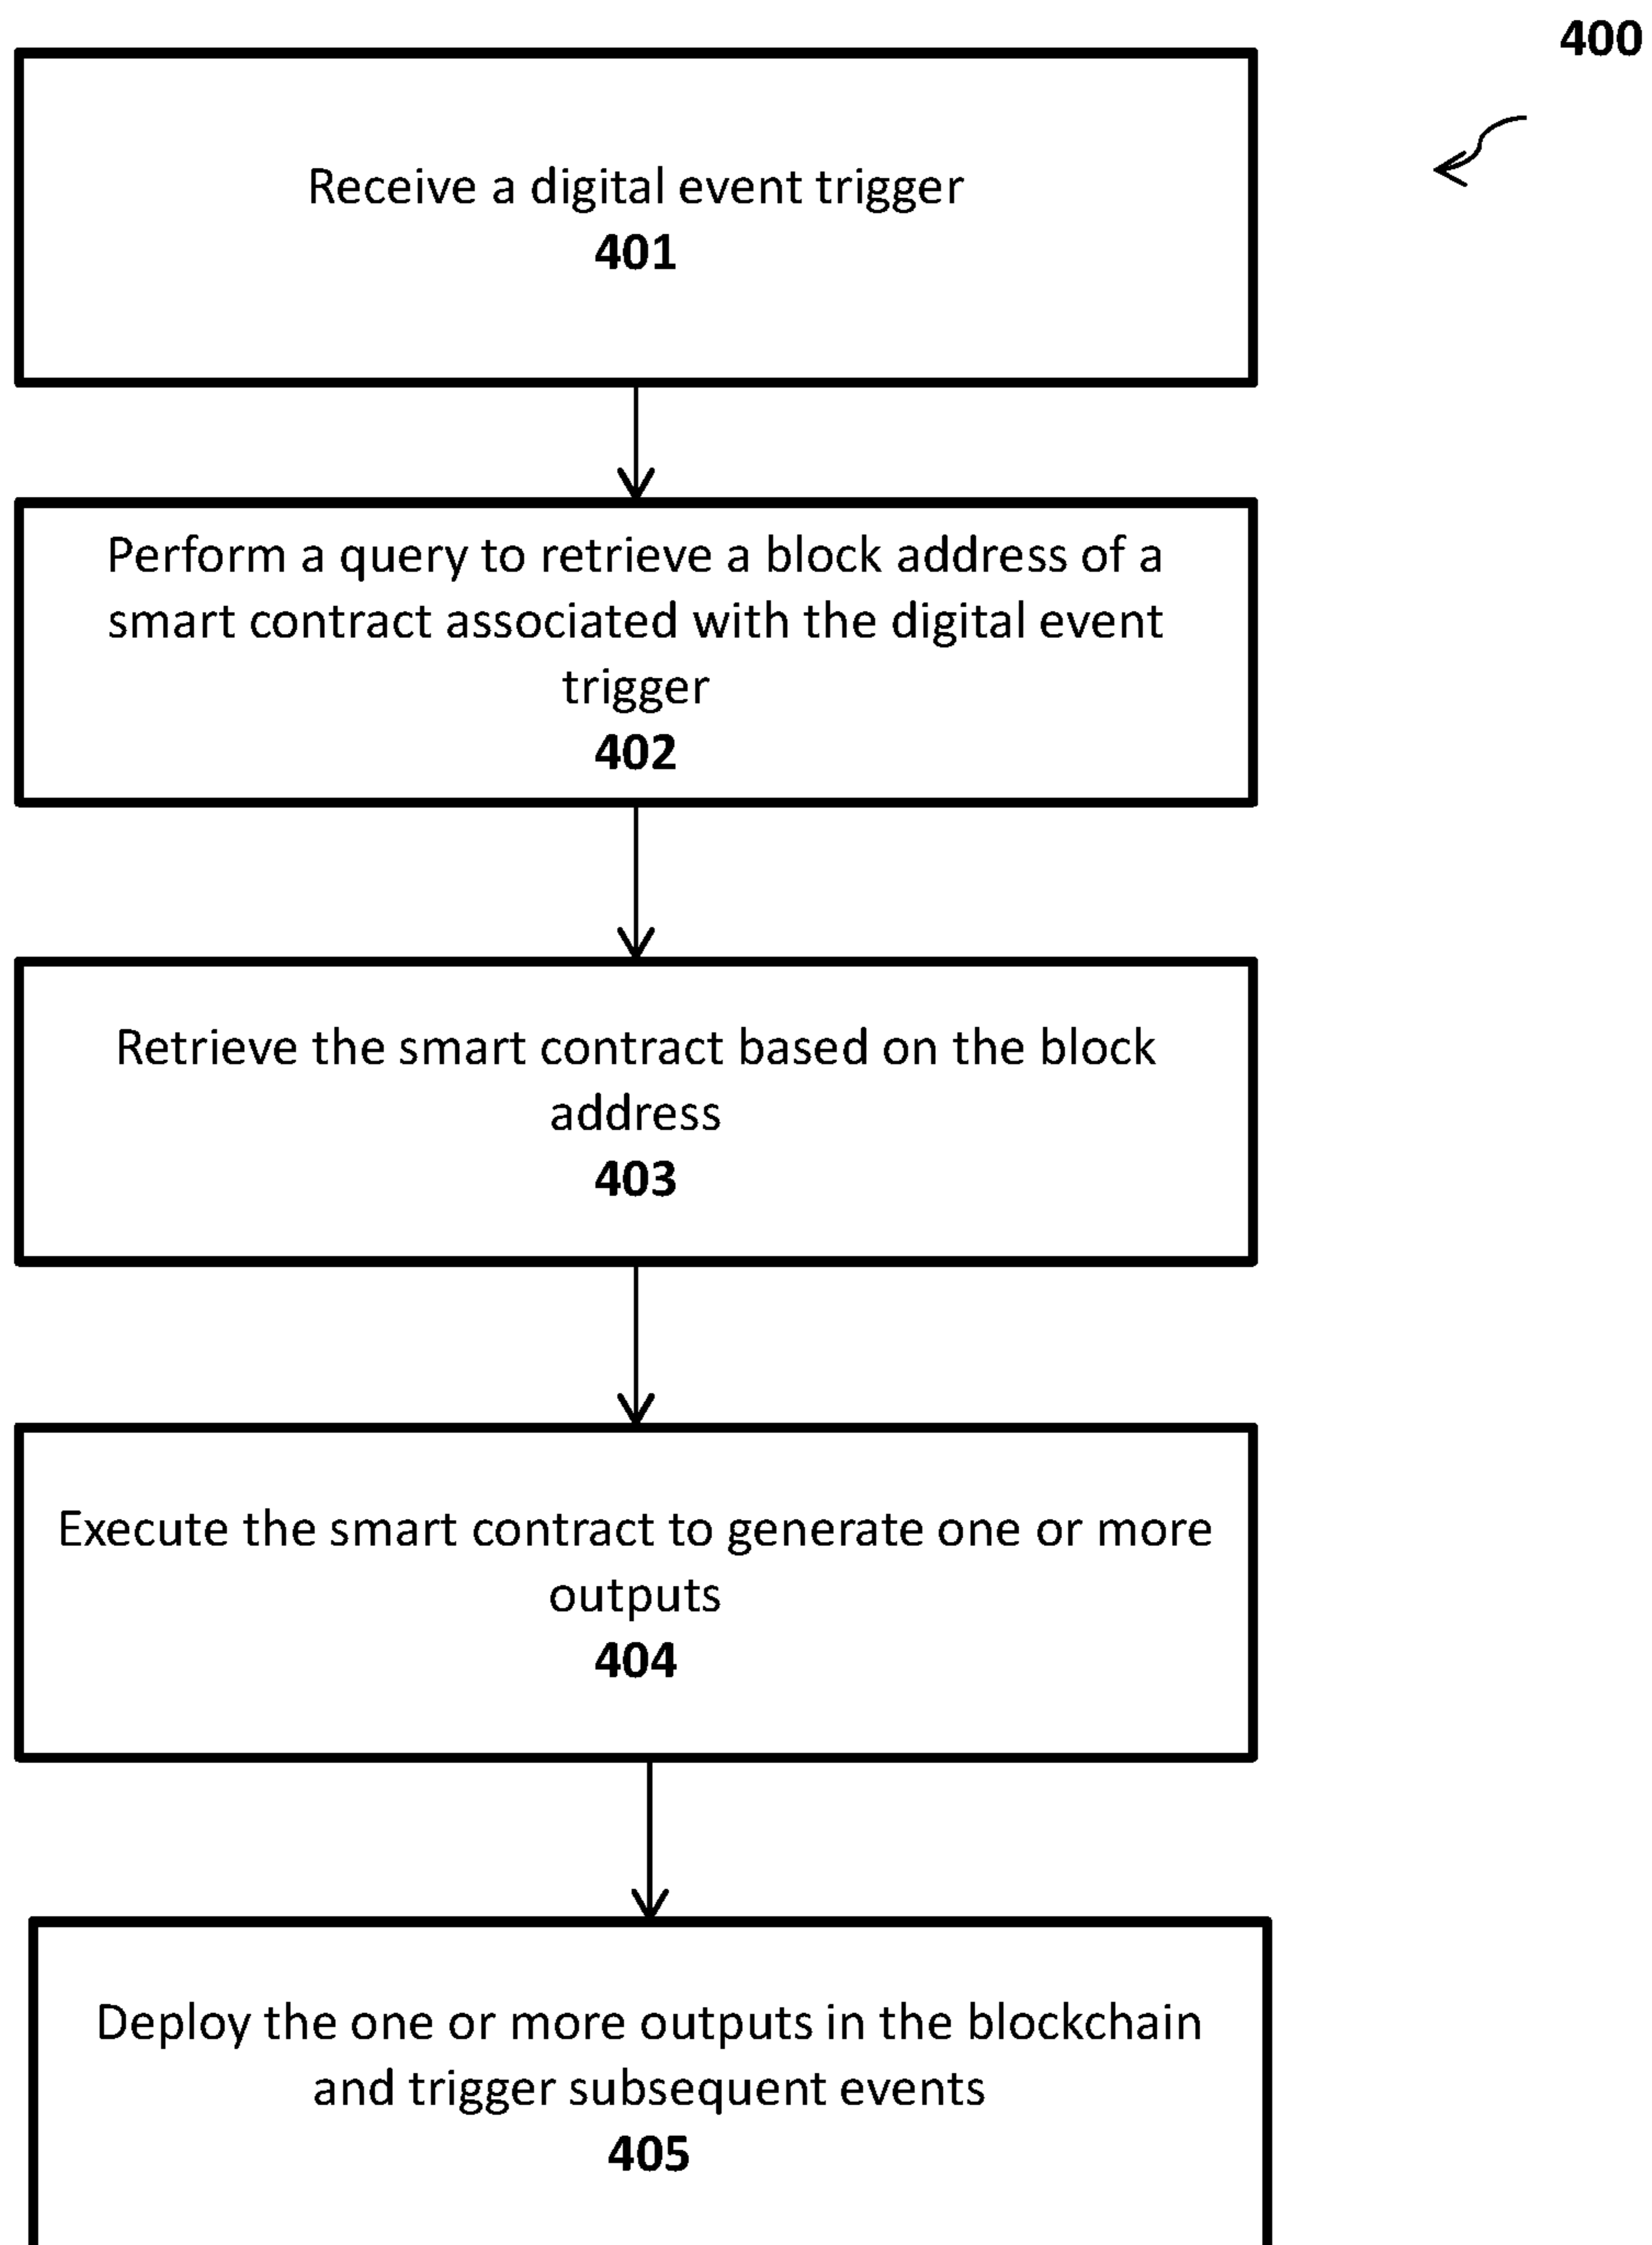 400
Receive a digital event trigger
401
Perform a query to retrieve a block address of a
smart contract associated with the digital event
trigger
402
Retrieve the smart contract based on the block
address
403
Execute the smart contract to generate one or more
outputs
404
Deploy the one or more outputs in the blockchain
and trigger subsequent events
405